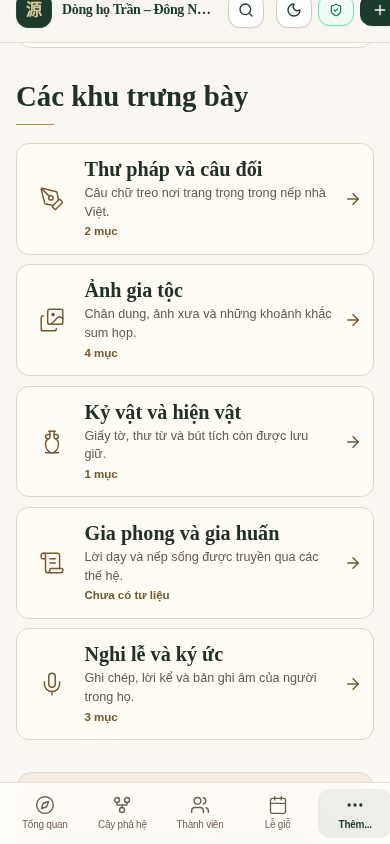 源 Dòng họ Trần – Đông N…
Các khu trưng bày
Thư pháp và câu đối
Câu chữ treo nơi trang trọng trong nếp nhà
Việt.
2 mục
Ảnh gia tộc
Chân dung, ảnh xưa và những khoảnh khắc
sum họp.
4 mục
Kỷ vật và hiện vật
Giấy tờ, thư từ và bút tích còn được lưu
giữ.
1 mục
Gia phong và gia huấn
Lời dạy và nếp sống được truyền qua các
thế hệ.
Chưa có tư liệu
Nghi lễ và ký ức
Ghi chép, lời kể và bản ghi âm của người
trong họ.
3 mục
Tổng quan Cây phả hệ Thành viên Lễ giỗ Thêm...